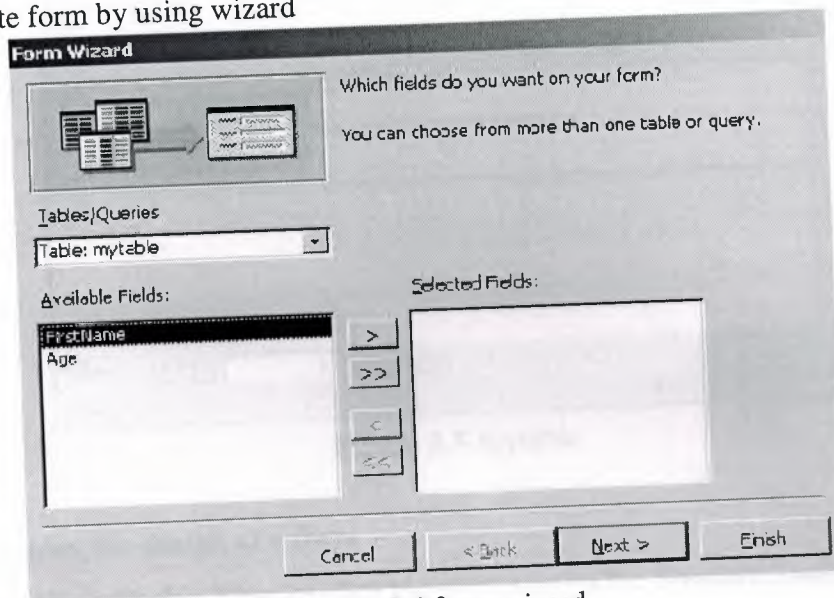 te form by using wizard
Form Wizard
Which fields do you want on your form?
You can choose from more than one table or query.
Tables/Queries
Table: mytable
Available Fields:
Selected Fields:
FirstName
Age
>
>>
<
<<
Cancel
< Back
Next >
Finish
form wizard